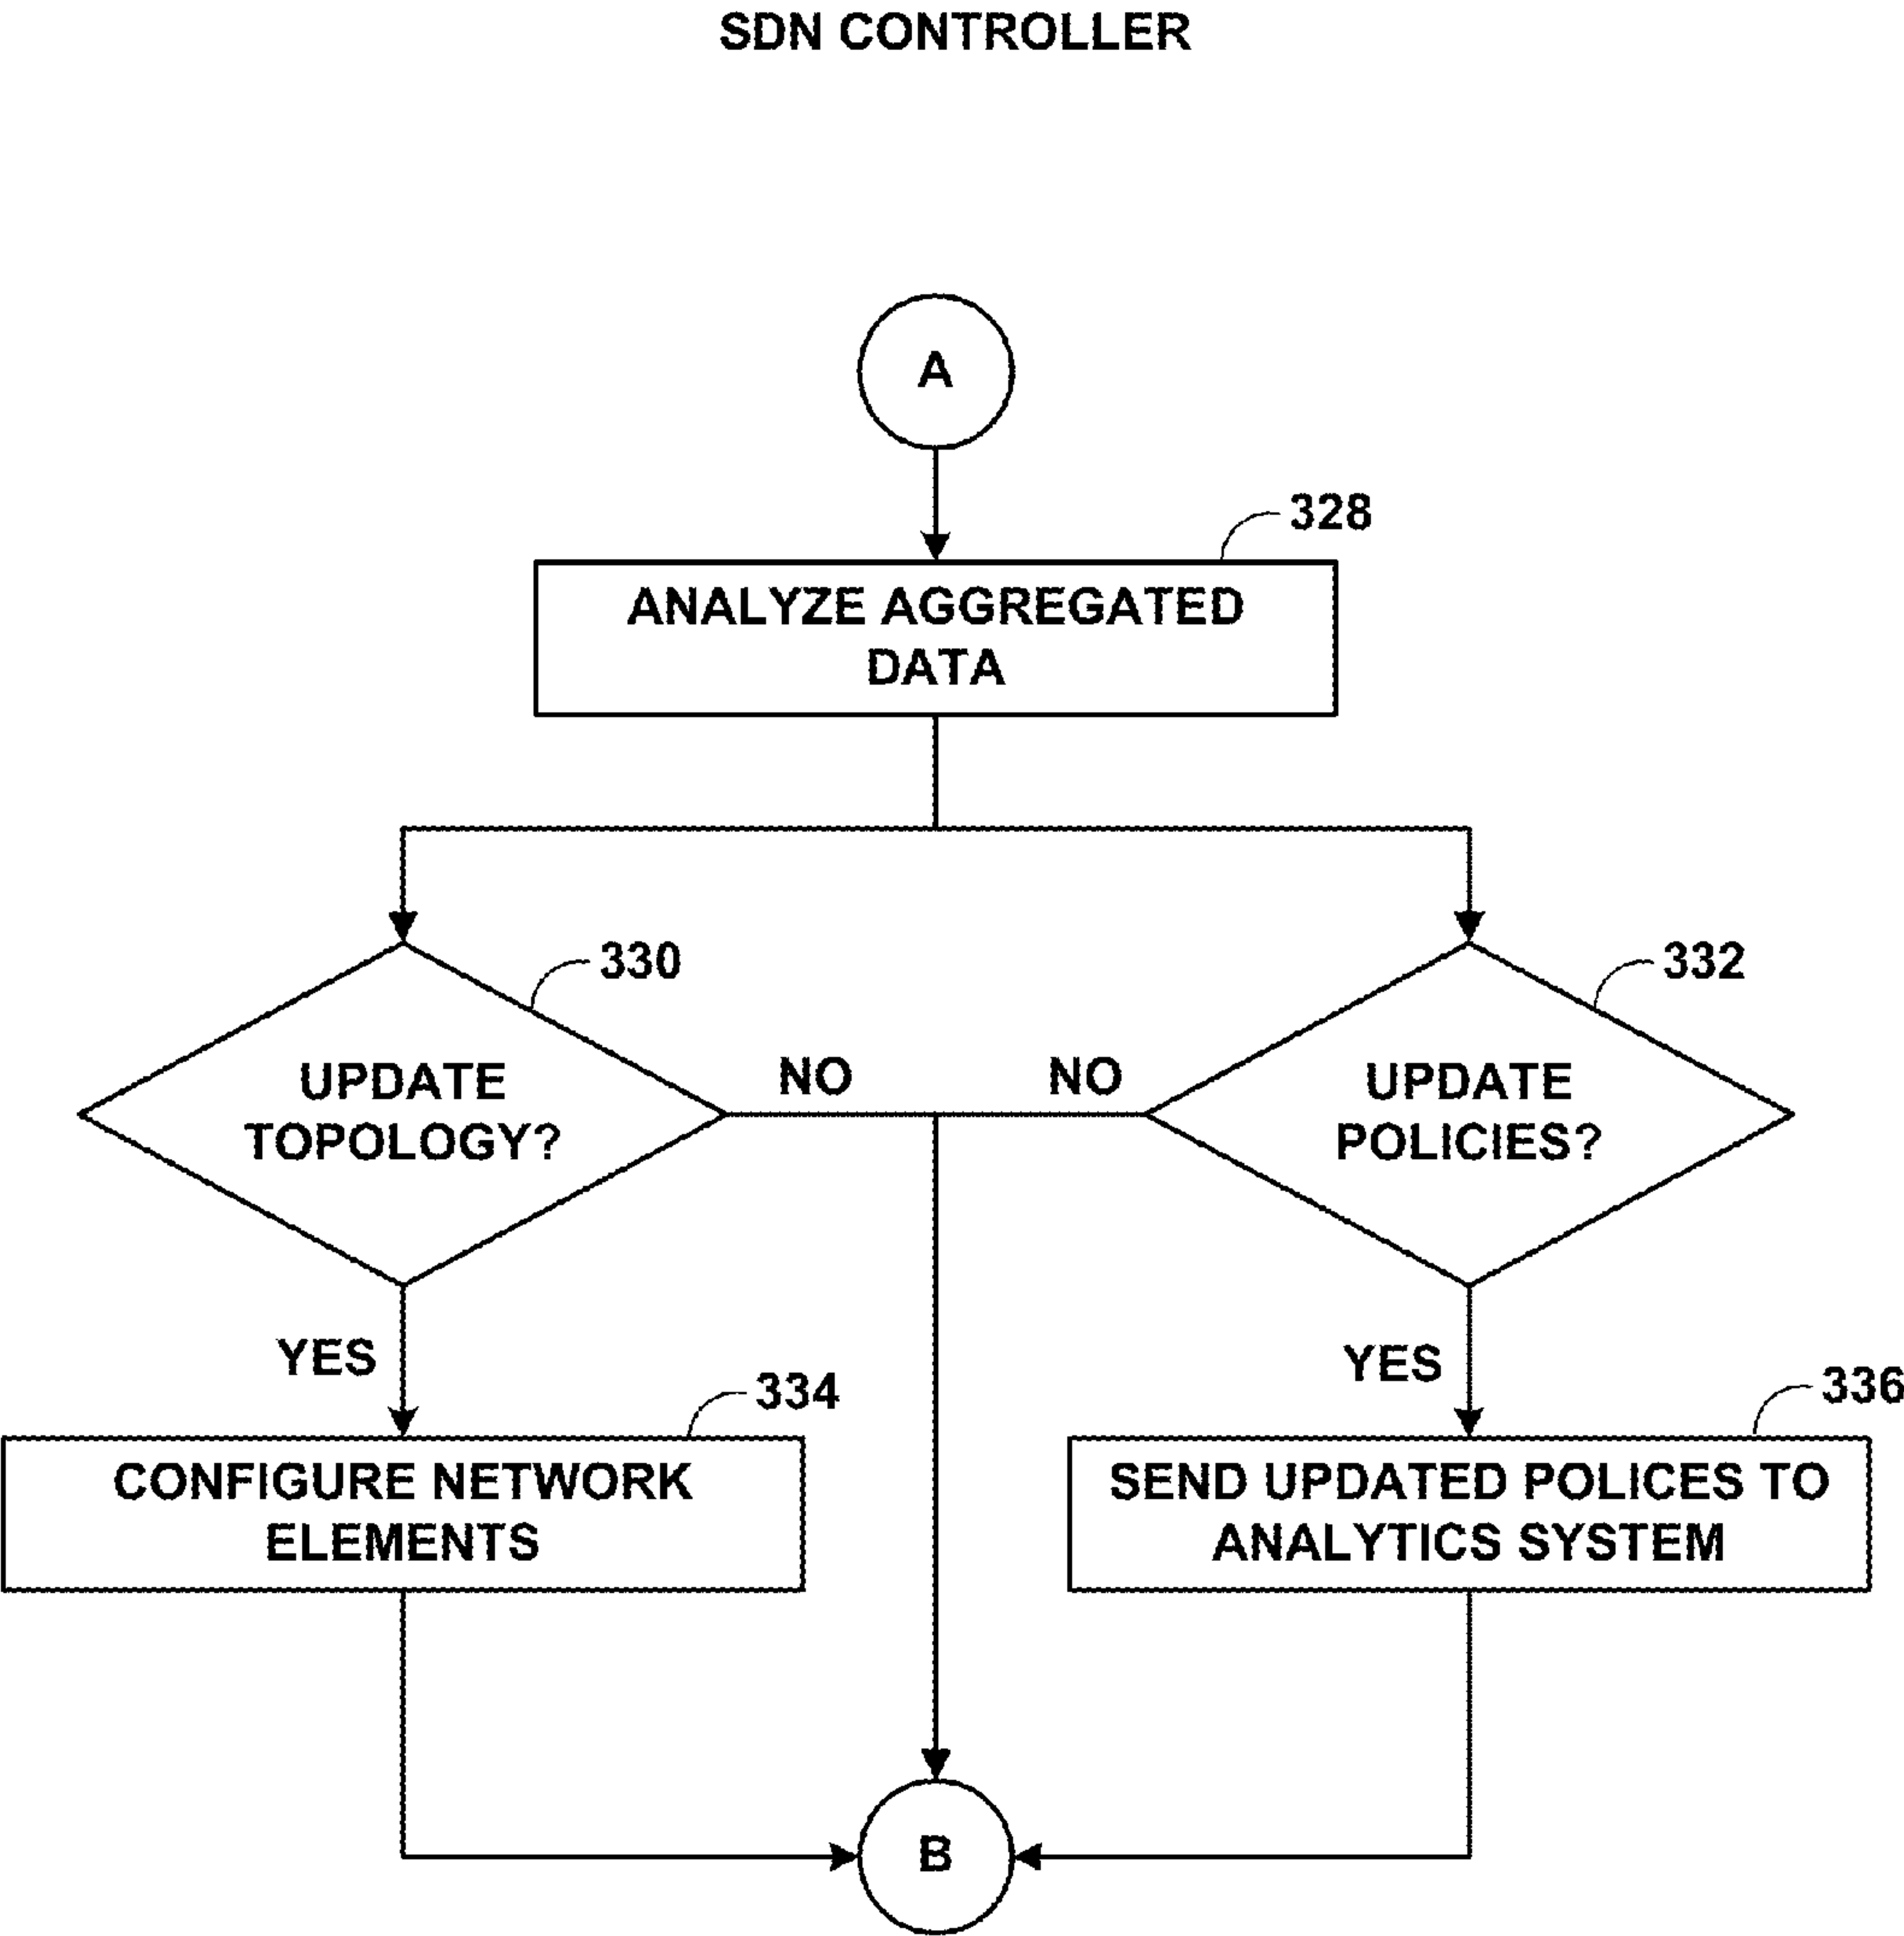 SDN CONTROLLER
A
328
ANALYZE AGGREGATED
DATA
330
332
UPDATE
TOPOLOGY?
NO
NO
UPDATE
POLICIES?
YES
YES
334
336
CONFIGURE NETWORK
ELEMENTS
SEND UPDATED POLICES TO
ANALYTICS SYSTEM
B